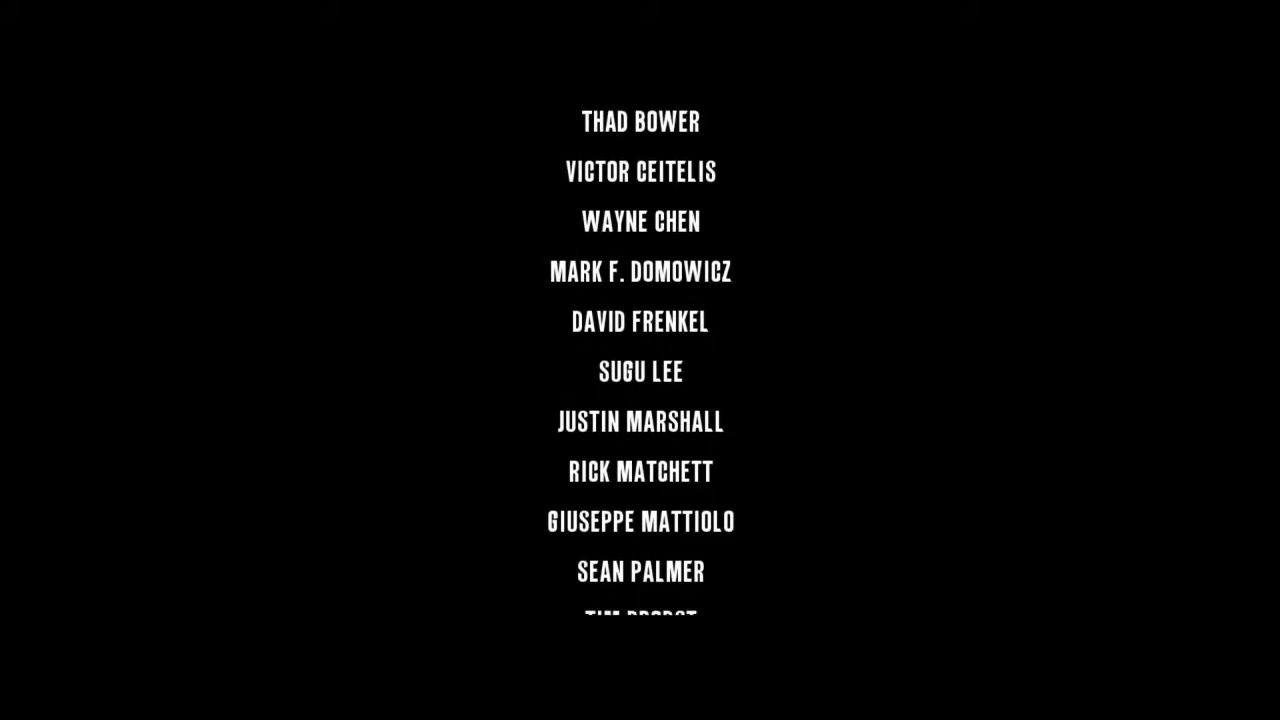 THAD BOWER
VICTOR CEITELIS
WAYNE CHEN
MARK F. DOMOWICZ
DAVID FRENKEL
SUGU LEE
JUSTIN MARSHALL
RICK MATCHETT
GIUSEPPE MATTIOLO
SEAN PALMER
TIM